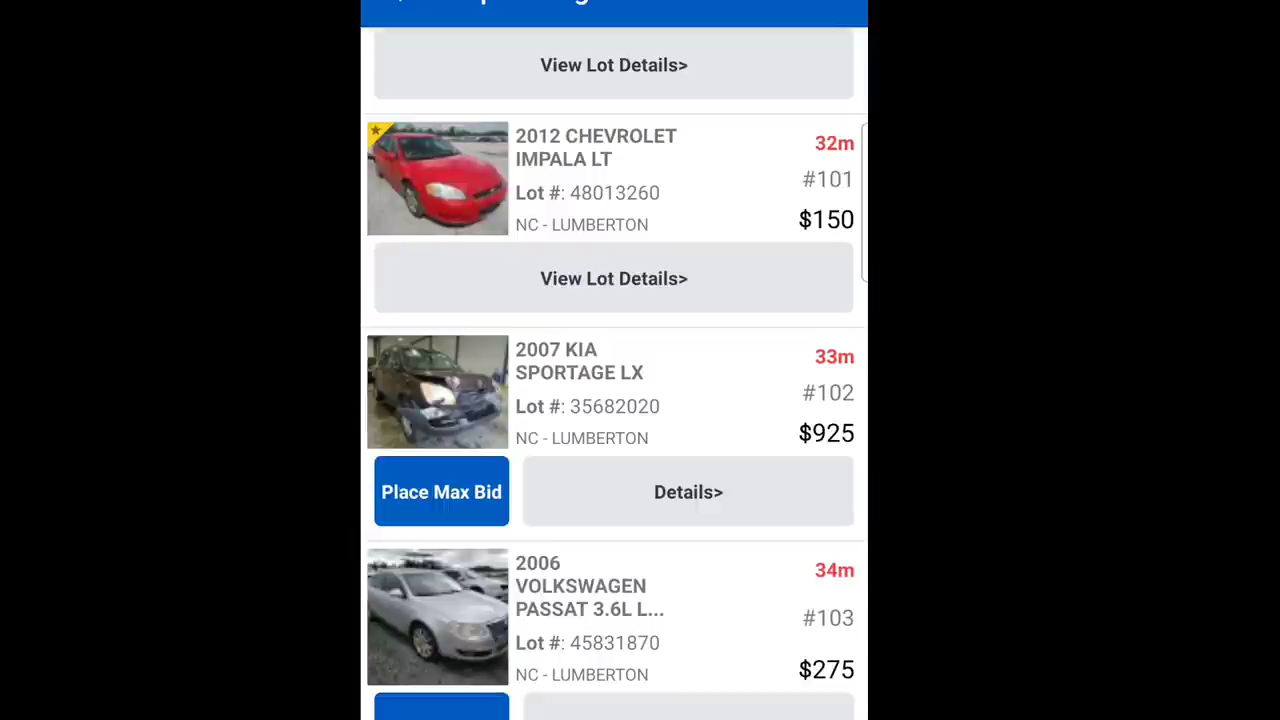 View Lot Details>
2012 CHEVROLET
IMPALA LT
32m
#101
Lot #: 48013260
NC - LUMBERTON
$150
View Lot Details>
2007 KIA
SPORTAGE LX
33m
#102
Lot #: 35682020
NC - LUMBERTON
$925
Place Max Bid
Details>
2006
VOLKSWAGEN
PASSAT 3.6L L...
34m
#103
Lot #: 45831870
NC - LUMBERTON
$275